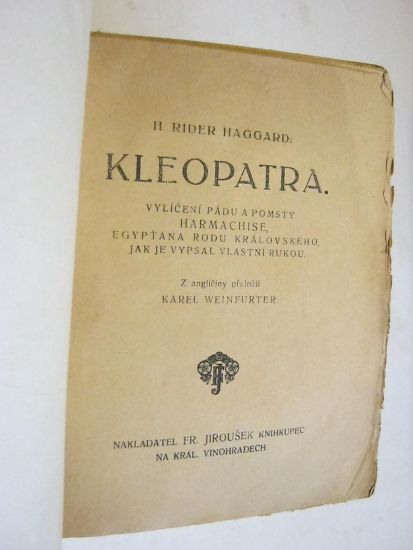 H. RIDER HAGGARD:
KLEOPATRA.
VYLÍČENÍ PÁDU A POMSTY
HARMACHISE,
EGYPŤANA RODU KRÁLOVSKÉHO,
JAK JE VYPSAL VLASTNÍ RUKOU.
Z angličiny přeložil
KAREL WEINFURTER
NAKLADATEL FR. JIROUŠEK KNIHKUPEC
NA KRÁL. VINOHRADECH